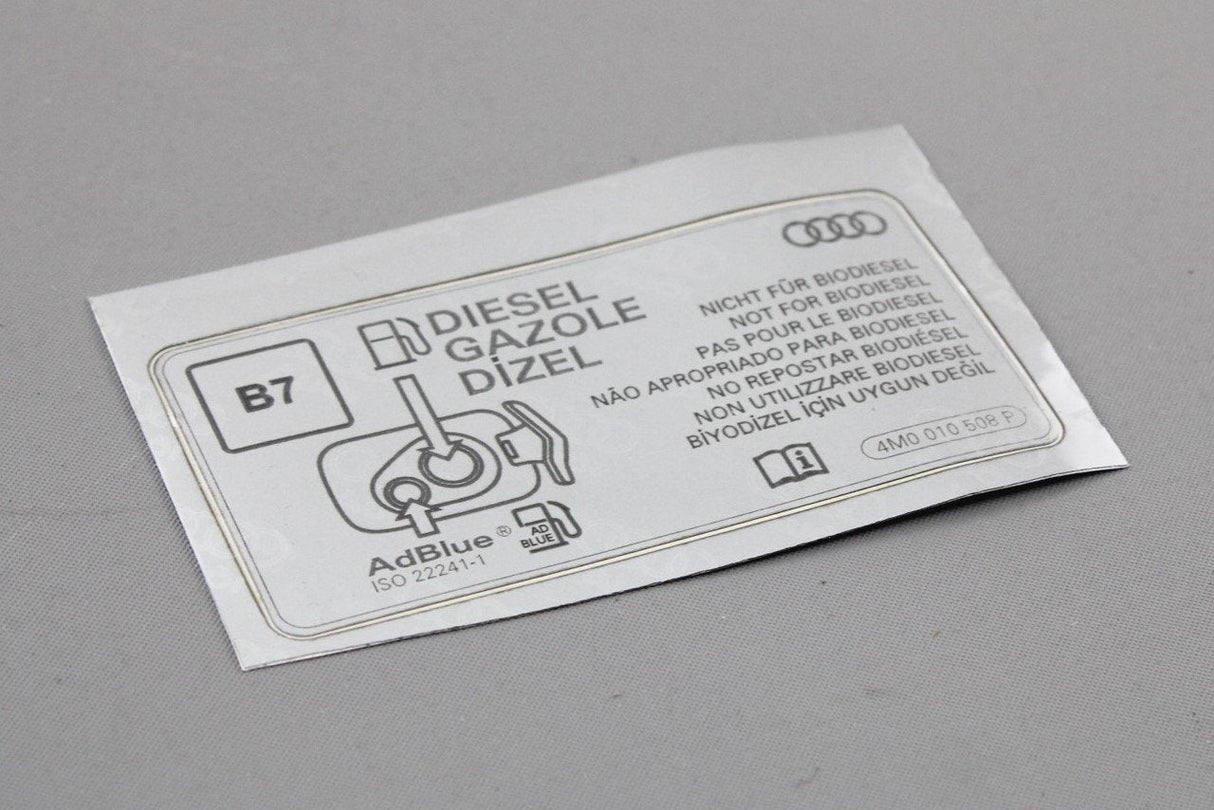 B7
DIESEL
GAZOLE
DİZEL
AdBlue®
ISO 22241-1
AD
BLUE
NICHT FÜR BIODIESEL
NOT FOR BIODIESEL
PAS POUR LE BIODIESEL
NÃO APROPRIADO PARA BIODIESEL
NO REPOSTAR BIODIÉSEL
NON UTILIZZARE BIODIESEL
BİYODİZEL İÇİN UYGUN DEĞİL
i
4M0 010 508 P